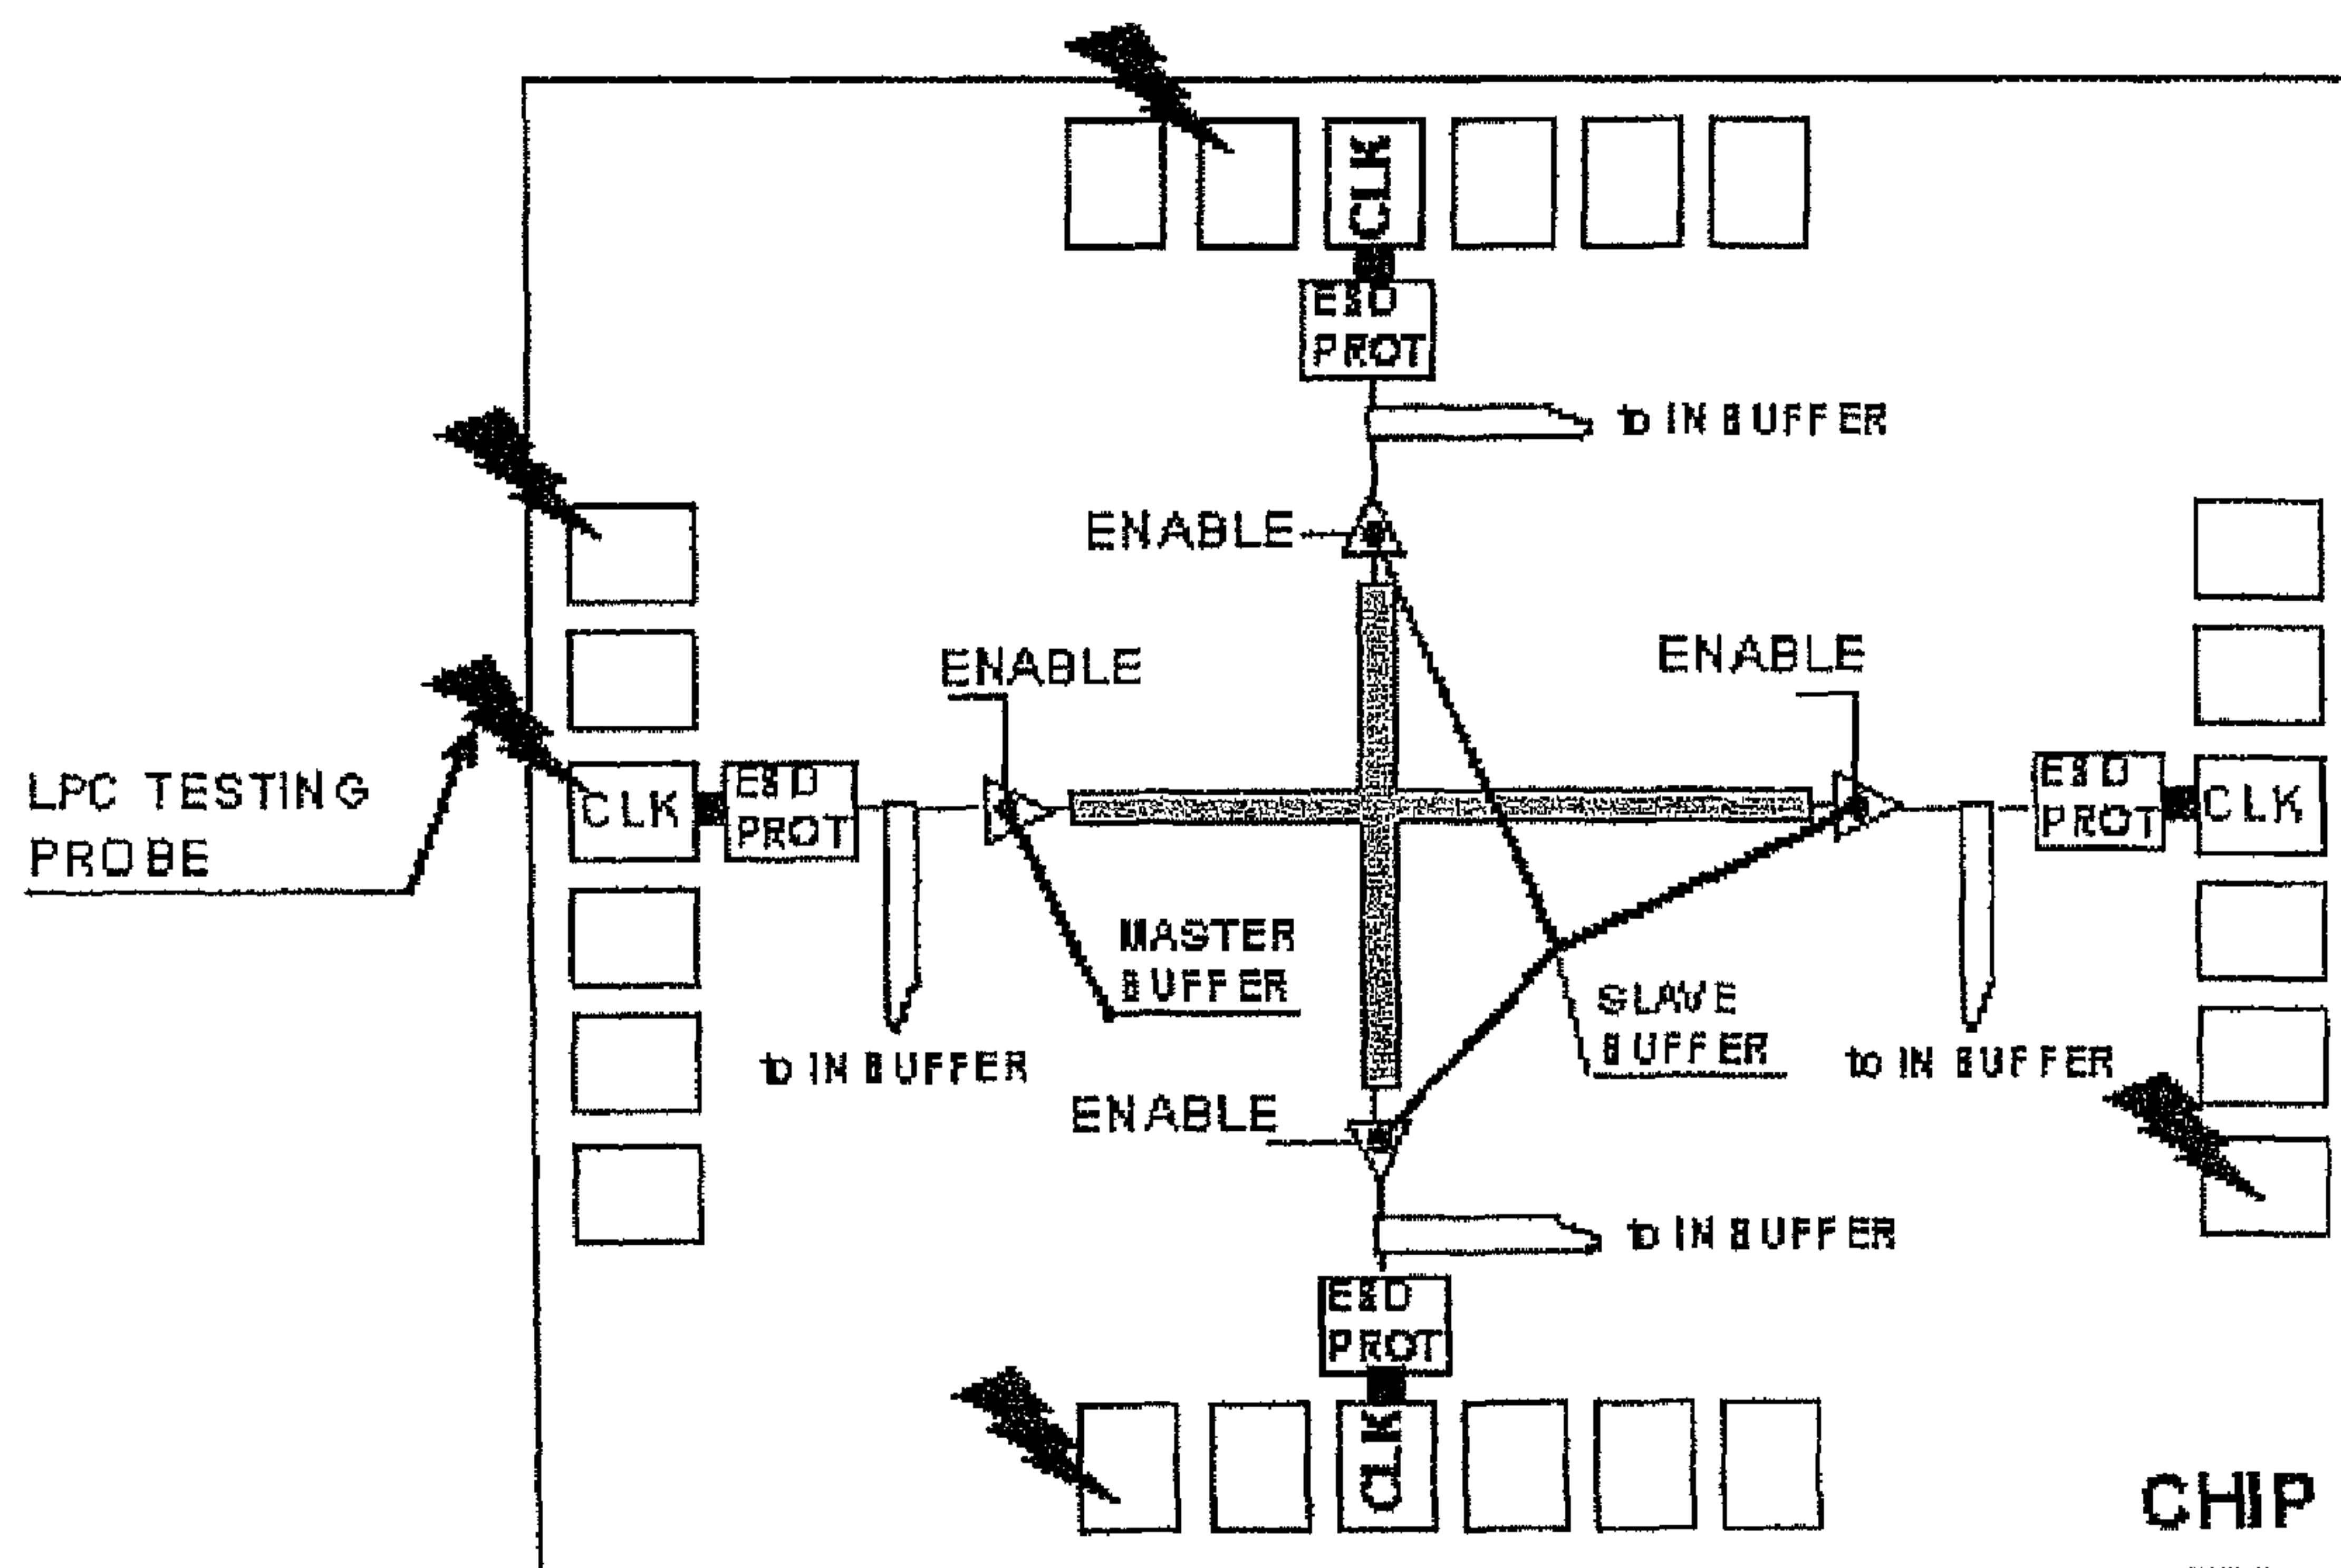 CLK
ESD
PROT
to IN BUFFER
ENABLE
ENABLE
ENABLE
LPC TESTING
PROBE
CLK
ESD
PROT
ESD
PROT
CLK
MASTER
BUFFER
SLAVE
BUFFER
to IN BUFFER
to IN BUFFER
ENABLE
to IN BUFFER
ESD
PROT
CLK
CHIP